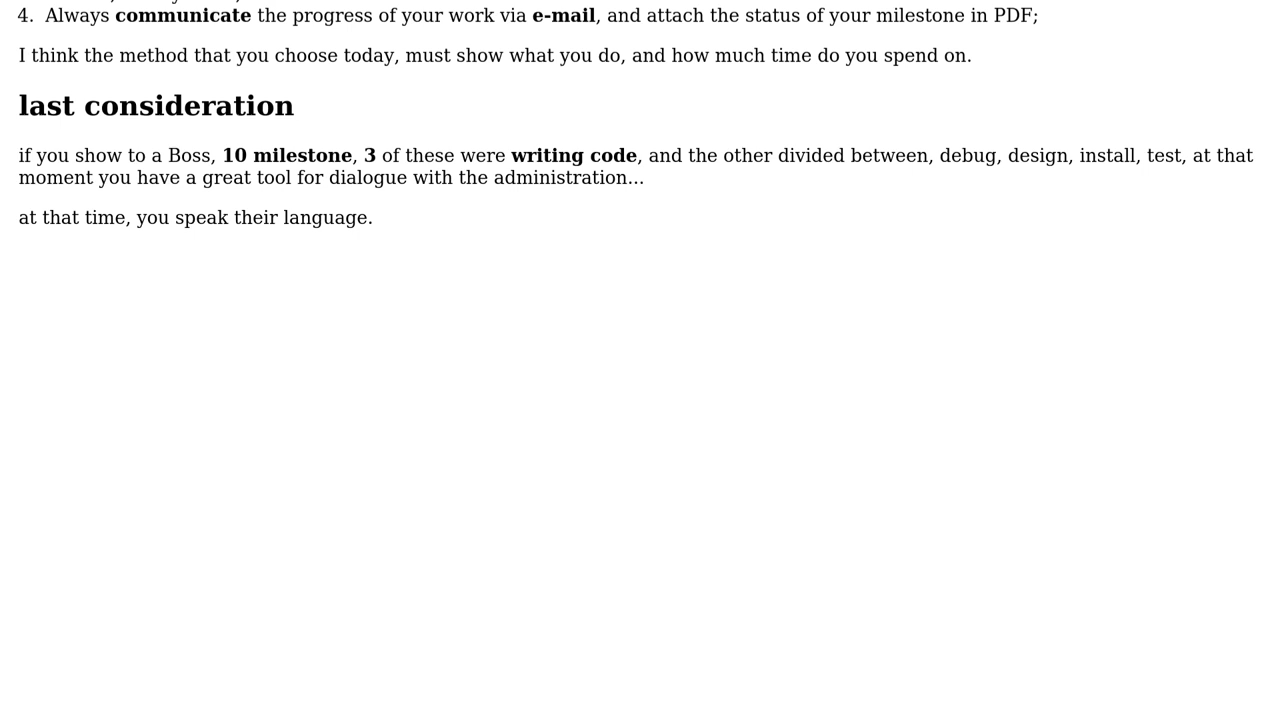 4. Always communicate the progress of your work via e-mail, and attach the status of your milestone in PDF;
I think the method that you choose today, must show what you do, and how much time do you spend on.
last consideration
if you show to a Boss, 10 milestone, 3 of these were writing code, and the other divided between, debug, design, install, test, at that
moment you have a great tool for dialogue with the administration...
at that time, you speak their language.